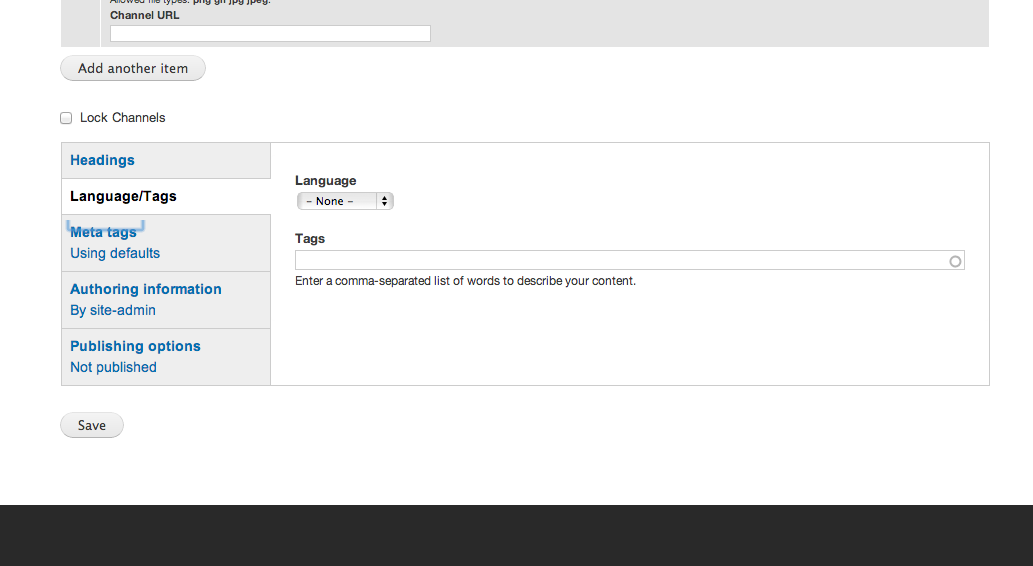 Allowed file types: png gif jpg jpeg.
Channel URL
Add another item
Lock Channels
Headings
Language/Tags
Meta tags
Using defaults
Authoring information
By site-admin
Publishing options
Not published
Language
– None –
Tags
Enter a comma-separated list of words to describe your content.
Save